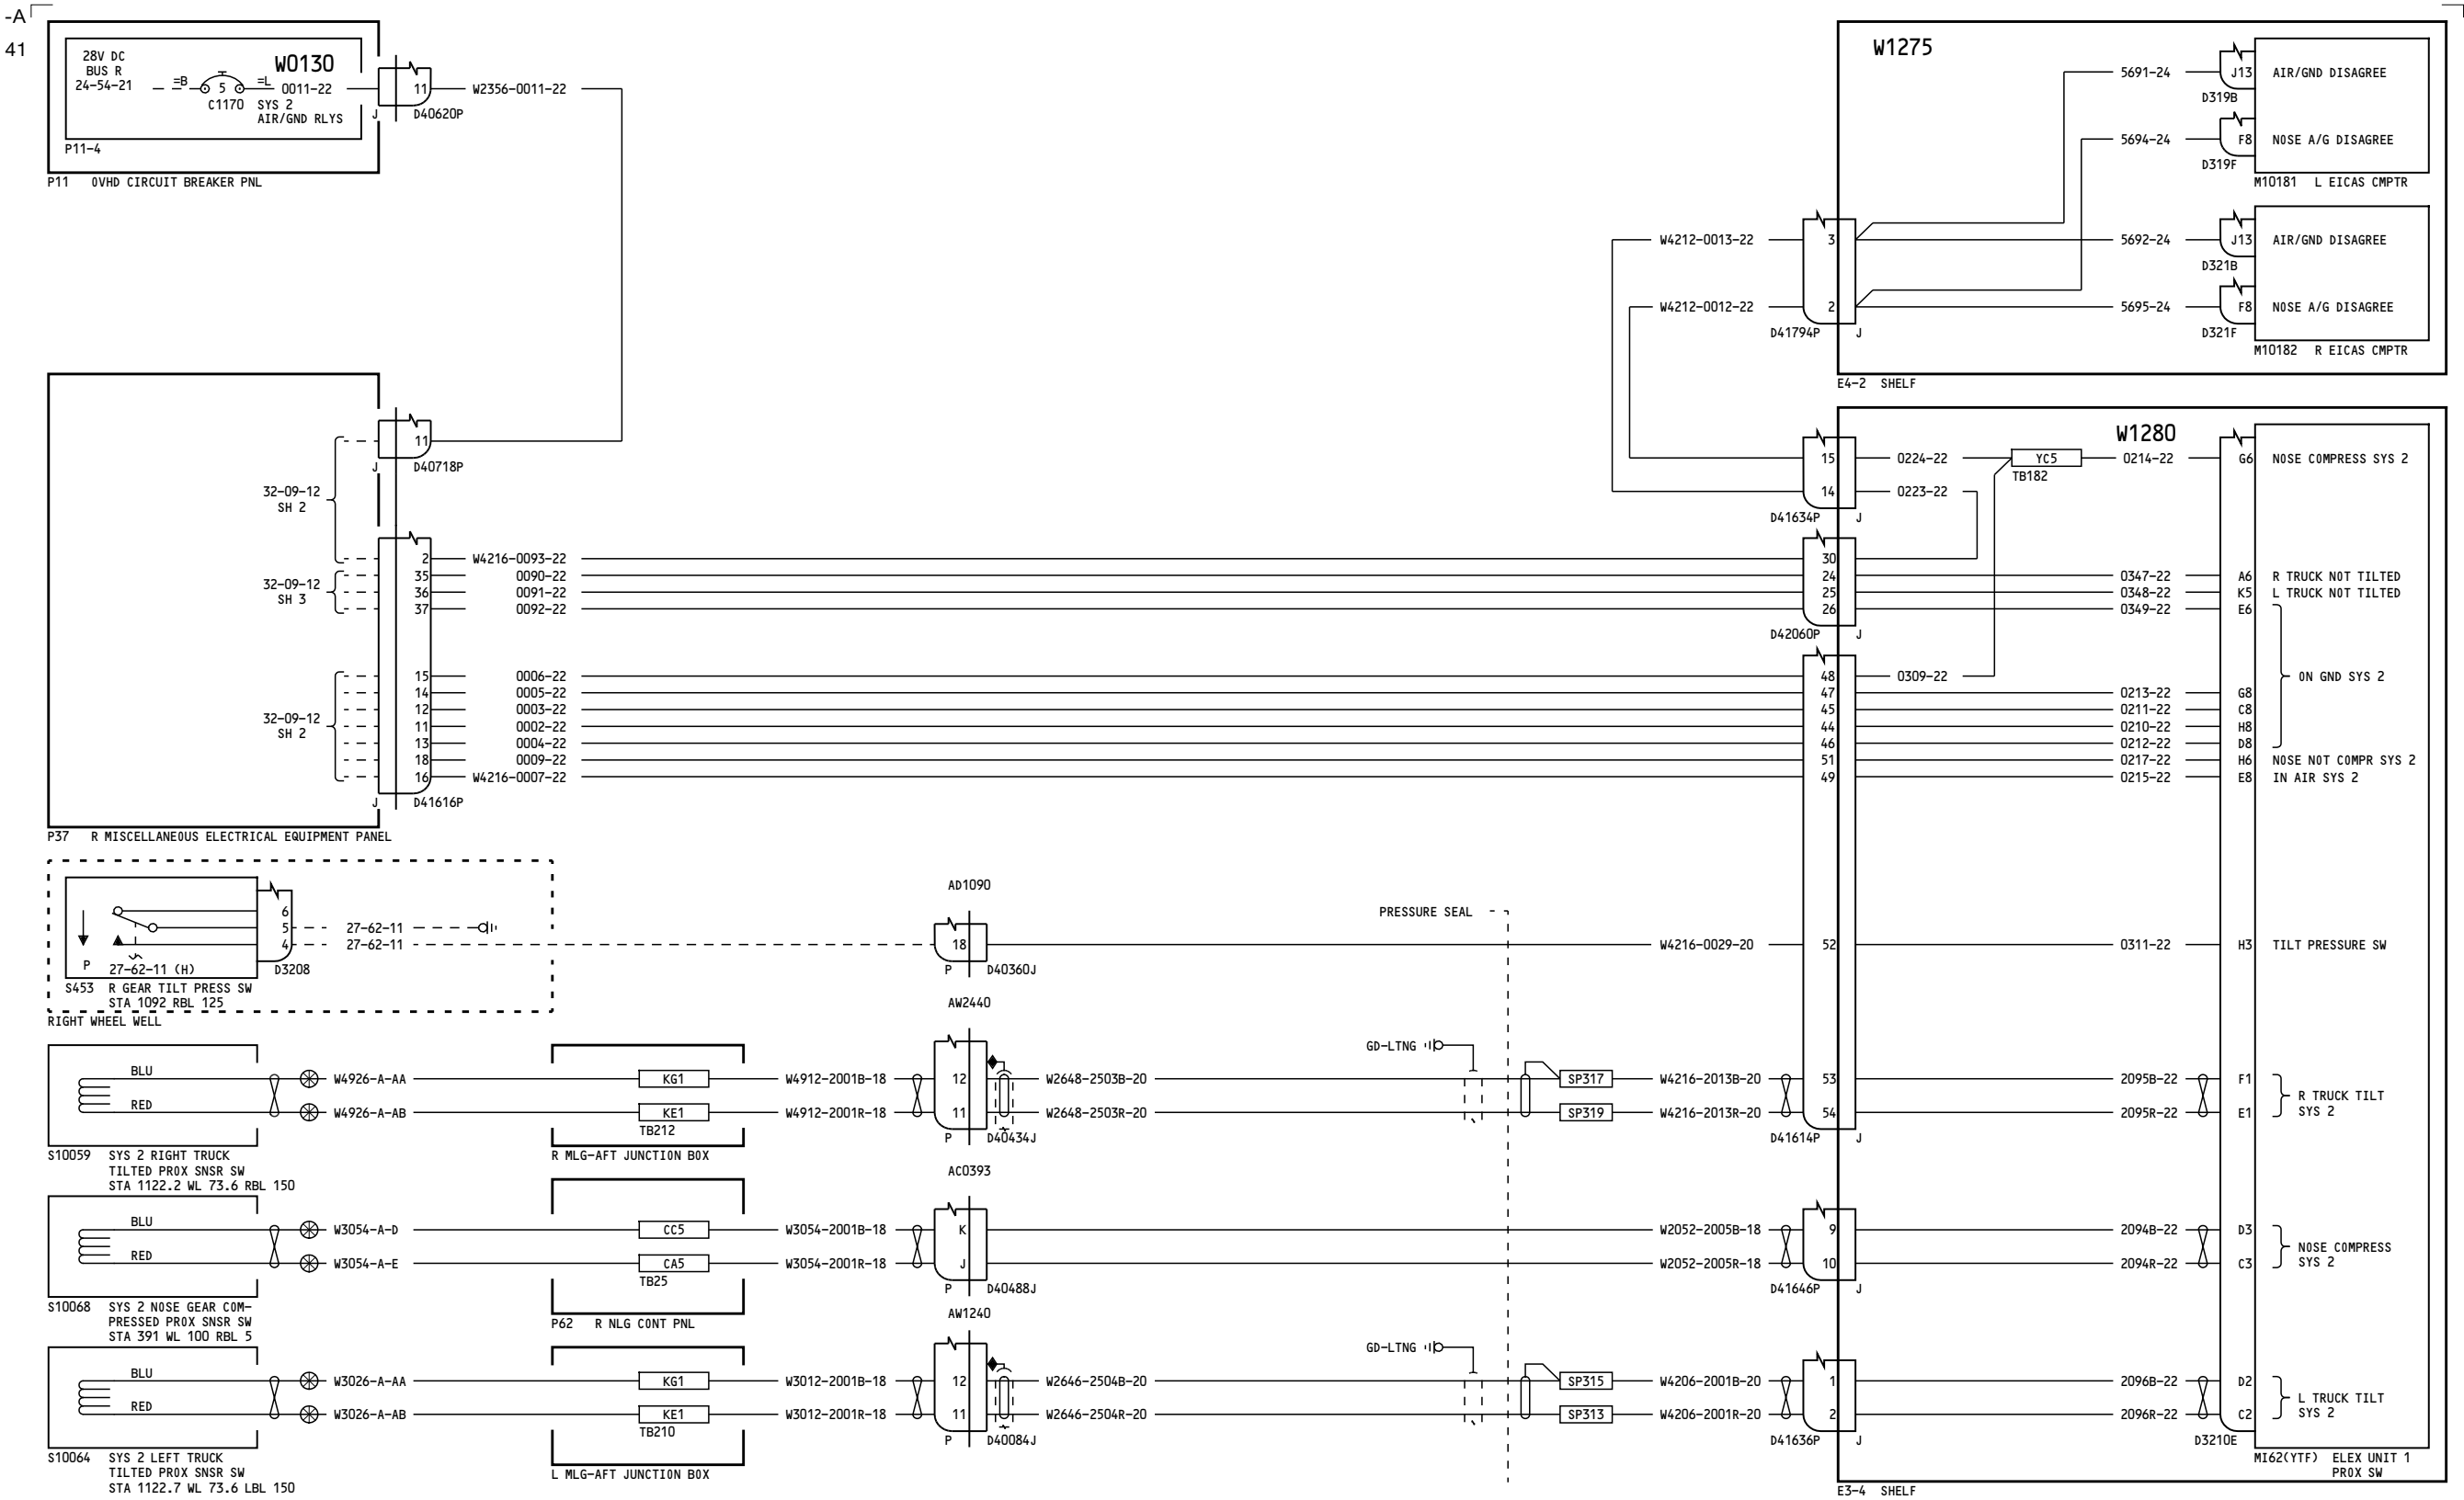 -A
41
28V DC
BUS R
24-54-21
W0130
=B
5
=L
0011-22
C1170
SYS 2
AIR/GND RLYS
P11-4
P11 OVHD CIRCUIT BREAKER PNL
11
J
D40620P
W2356-0011-22
W1275
5691-24
J13
AIR/GND DISAGREE
D319B
5694-24
F8
NOSE A/G DISAGREE
D319F
M10181 L EICAS CMPTR
W4212-0013-22
3
5692-24
J13
AIR/GND DISAGREE
D321B
W4212-0012-22
2
5695-24
F8
NOSE A/G DISAGREE
D41794P
J
D321F
M10182 R EICAS CMPTR
E4-2 SHELF
11
J
D40718P
32-09-12
SH 2
W1280
15
0224-22
YC5
TB182
0214-22
G6
NOSE COMPRESS SYS 2
14
0223-22
D41634P
J
2
W4216-0093-22
30
32-09-12
SH 3
35
0090-22
24
0347-22
A6
R TRUCK NOT TILTED
36
0091-22
25
0348-22
K5
L TRUCK NOT TILTED
37
0092-22
26
0349-22
E6
D42060P
J
32-09-12
SH 2
15
0006-22
48
0309-22
ON GND SYS 2
14
0005-22
47
0213-22
G8
12
0003-22
45
0211-22
C8
11
0002-22
44
0210-22
H8
13
0004-22
46
0212-22
D8
18
0009-22
51
0217-22
H6
NOSE NOT COMPR SYS 2
16
W4216-0007-22
49
0215-22
E8
IN AIR SYS 2
J
D41616P
P37 R MISCELLANEOUS ELECTRICAL EQUIPMENT PANEL
6
5
27-62-11
4
27-62-11
P
27-62-11 (H)
D3208
S453 R GEAR TILT PRESS SW
STA 1092 RBL 125
RIGHT WHEEL WELL
AD1090
18
P
D40360J
PRESSURE SEAL
W4216-0029-20
52
0311-22
H3
TILT PRESSURE SW
AW2440
GD-LTNG
BLU
W4926-A-AA
KG1
W4912-2001B-18
12
W2648-2503B-20
SP317
W4216-2013B-20
53
2095B-22
F1
RED
W4926-A-AB
KE1
W4912-2001R-18
11
W2648-2503R-20
SP319
W4216-2013R-20
54
2095R-22
E1
R TRUCK TILT
SYS 2
TB212
P
D40434J
D41614P
J
S10059 SYS 2 RIGHT TRUCK
TILTED PROX SNSR SW
STA 1122.2 WL 73.6 RBL 150
R MLG-AFT JUNCTION BOX
AC0393
BLU
W3054-A-D
CC5
W3054-2001B-18
K
W2052-2005B-18
9
2094B-22
D3
RED
W3054-A-E
CA5
W3054-2001R-18
J
W2052-2005R-18
10
2094R-22
C3
NOSE COMPRESS
SYS 2
TB25
P
D40488J
D41646P
J
S10068 SYS 2 NOSE GEAR COM-
PRESSED PROX SNSR SW
STA 391 WL 100 RBL 5
P62 R NLG CONT PNL
AW1240
GD-LTNG
BLU
W3026-A-AA
KG1
W3012-2001B-18
12
W2646-2504B-20
SP315
W4206-2001B-20
1
2096B-22
D2
RED
W3026-A-AB
KE1
W3012-2001R-18
11
W2646-2504R-20
SP313
W4206-2001R-20
2
2096R-22
C2
L TRUCK TILT
SYS 2
TB210
P
D40084J
D41636P
J
D3210E
S10064 SYS 2 LEFT TRUCK
TILTED PROX SNSR SW
STA 1122.7 WL 73.6 LBL 150
L MLG-AFT JUNCTION BOX
MI62(YTF) ELEX UNIT 1
PROX SW
E3-4 SHELF